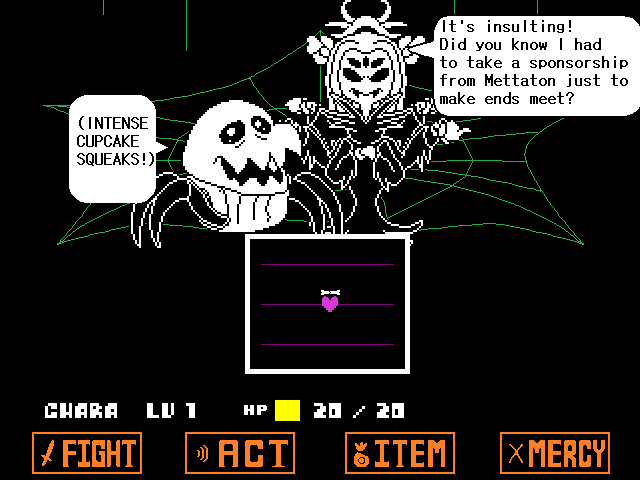 It's insulting!
Did you know I had
to take a sponsorship
from Mettaton just to
make ends meet?
(INTENSE
CUPCAKE
SQUEAKS!)
CHARA LV 1 HP 20 / 20
FIGHT ACT ITEM MERCY